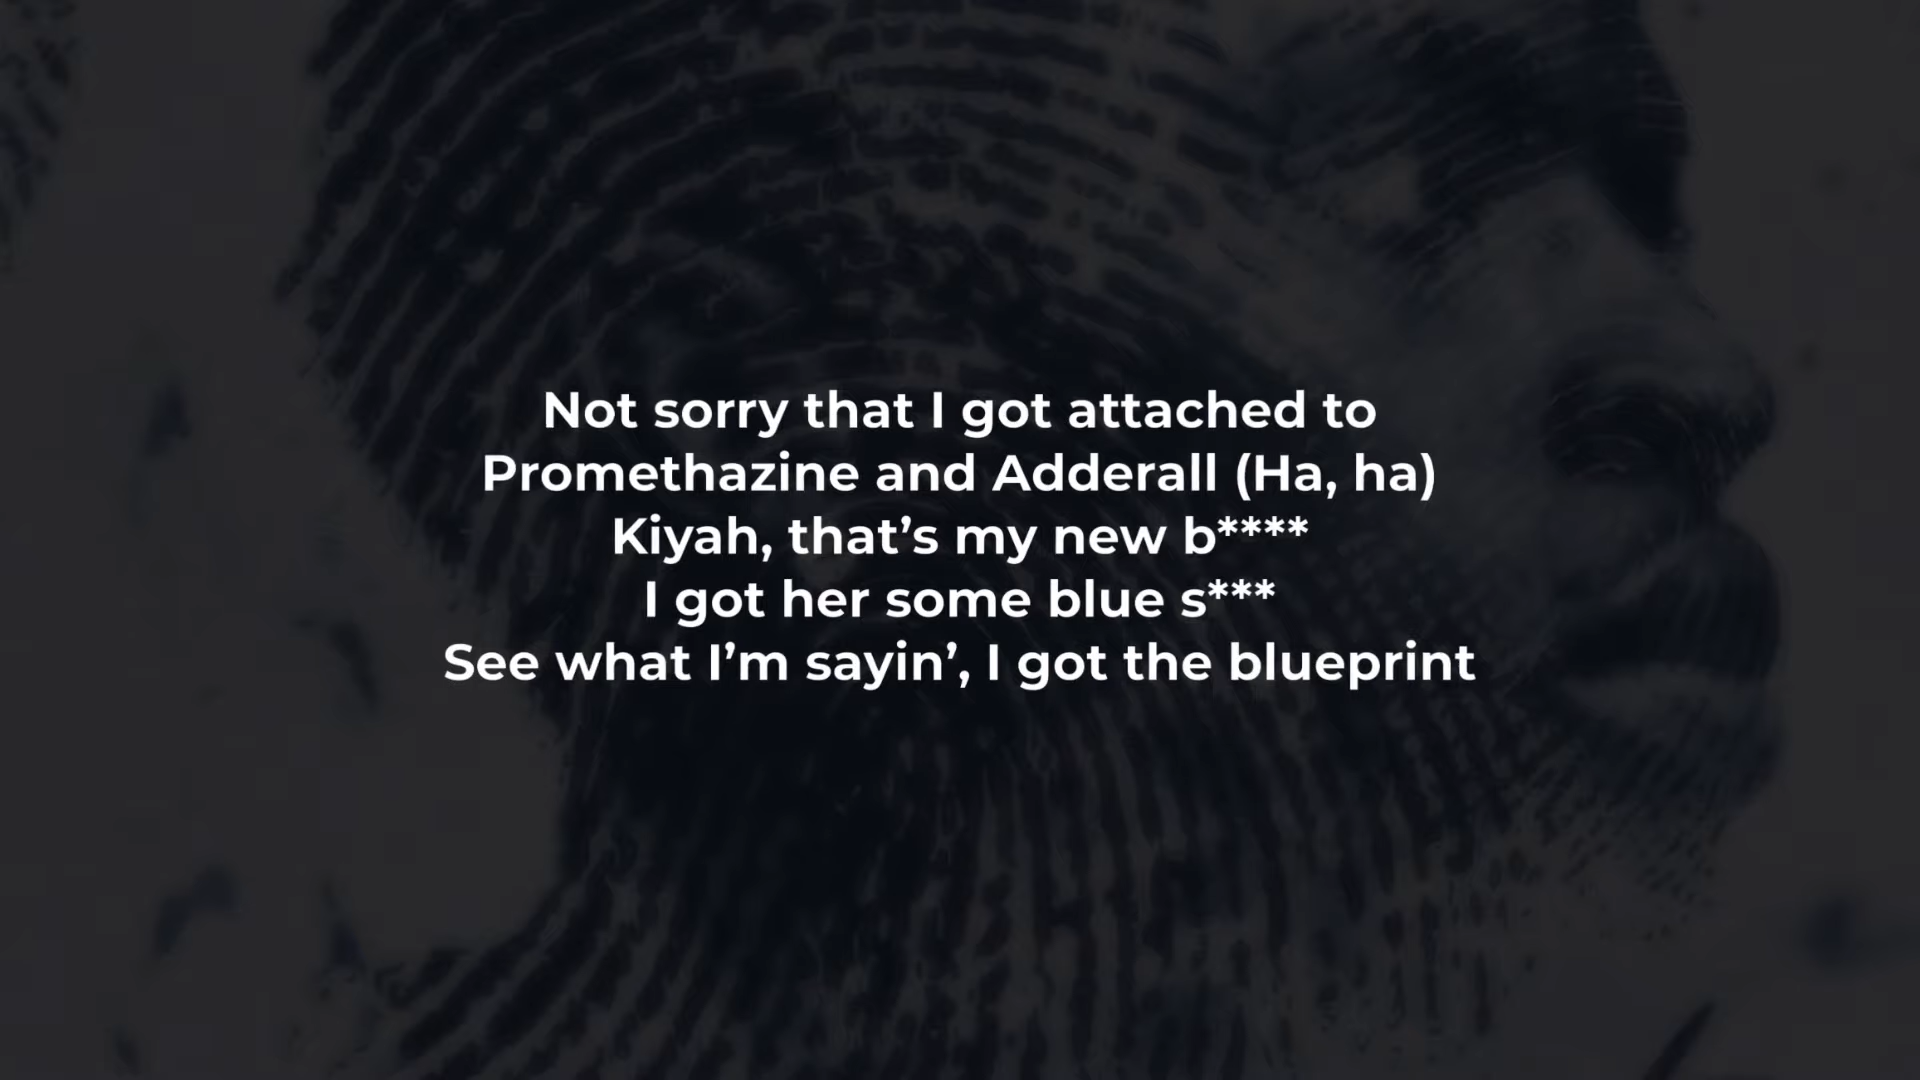 Not sorry that I got attached to
Promethazine and Adderall (Ha, ha)
Kiyah, that’s my new b****
I got her some blue s***
See what I’m sayin’, I got the blueprint